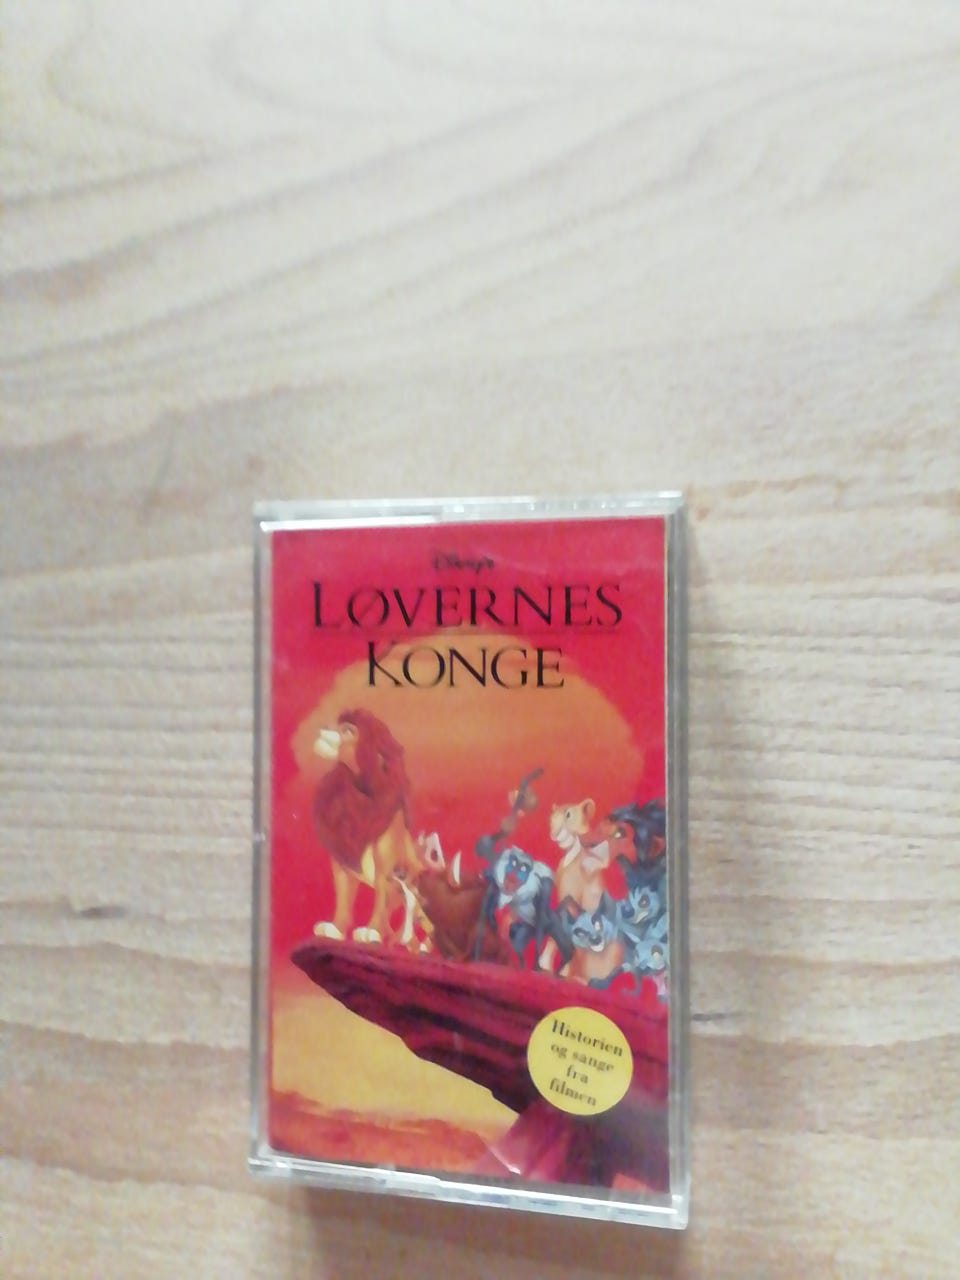 Disney's
LØVERNES
KONGE
Historien
og sange
fra
filmen